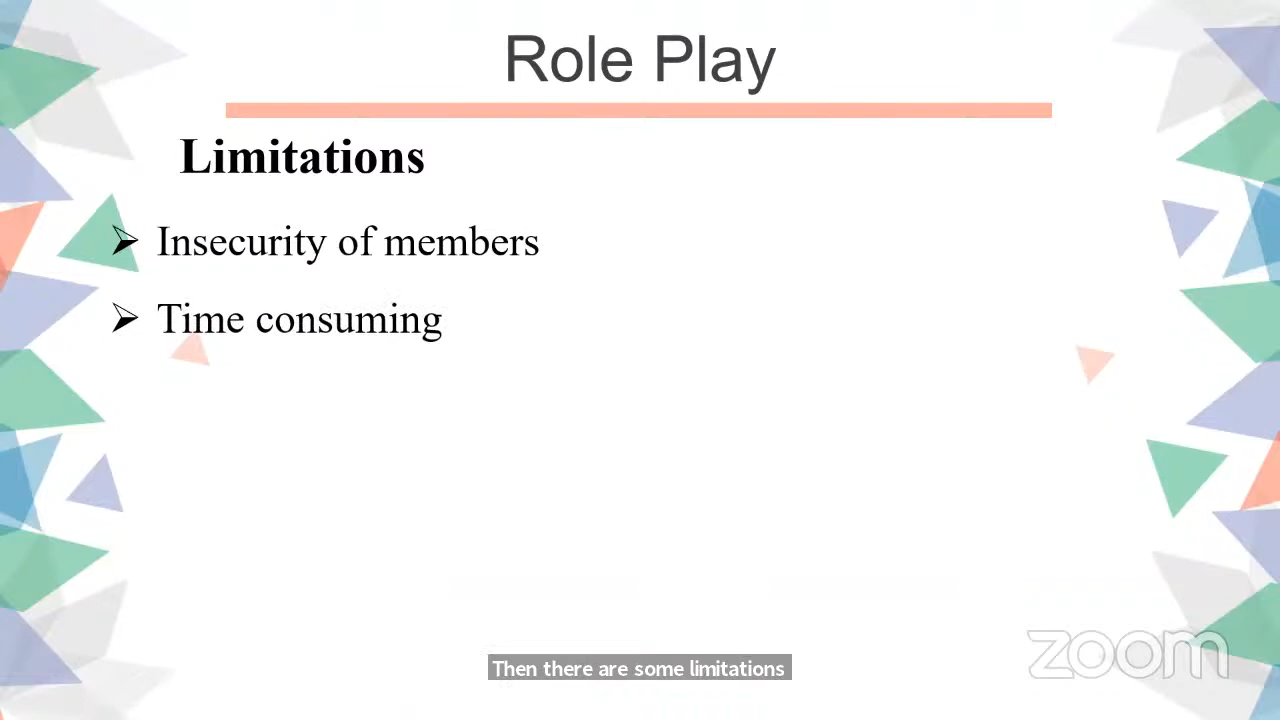 Role Play
Limitations
➢ Insecurity of members
➢ Time consuming
zoom
Then there are some limitations